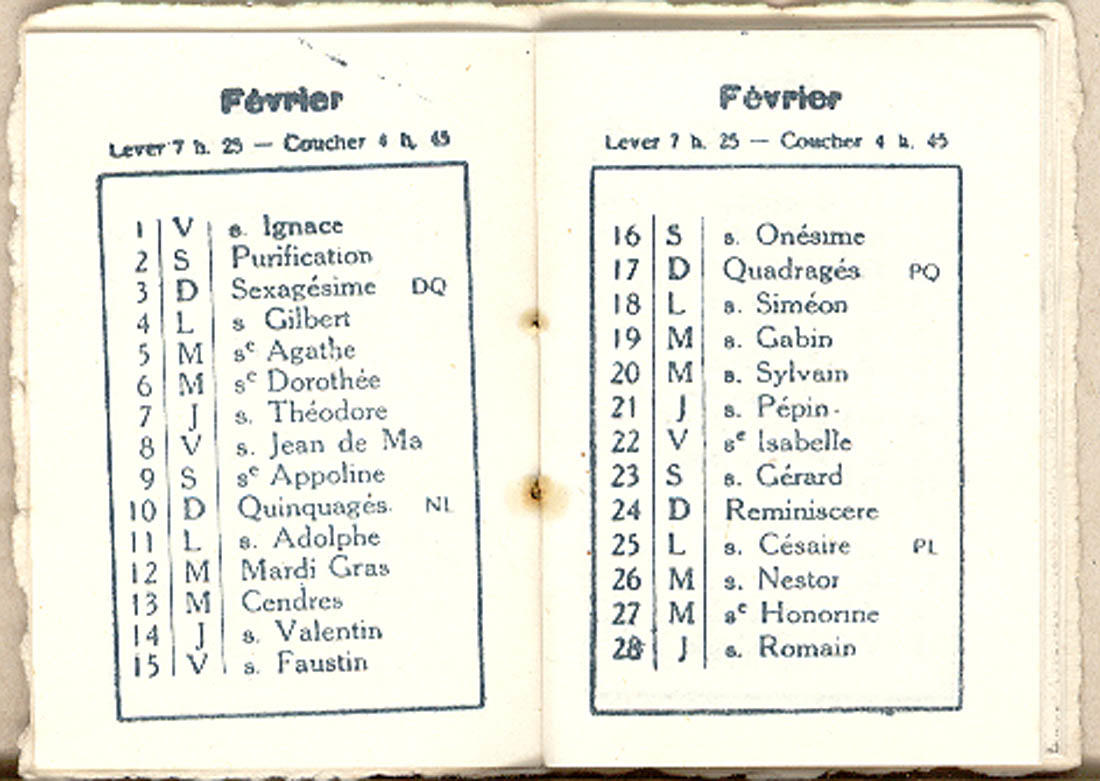 Février
Lever 7 h. 25 — Coucher 4 h. 45
1 V s. Ignace
2 S Purification
3 D Sexagésime DQ
4 L s Gilbert
5 M sᵉ Agathe
6 M sᵉ Dorothée
7 J s. Théodore
8 V s. Jean de Ma
9 S sᵉ Appoline
10 D Quinquagés. NL
11 L s. Adolphe
12 M Mardi Gras
13 M Cendres
14 J s. Valentin
15 V s. Faustin
Février
Lever 7 h. 25 — Coucher 4 h. 45
16 S s. Onésime
17 D Quadragés PQ
18 L s. Siméon
19 M s. Gabin
20 M s. Sylvain
21 J s. Pépin
22 V sᵉ Isabelle
23 S s. Gérard
24 D Reminiscere
25 L s. Césaire PL
26 M s. Nestor
27 M sᵉ Honorine
28 J s. Romain